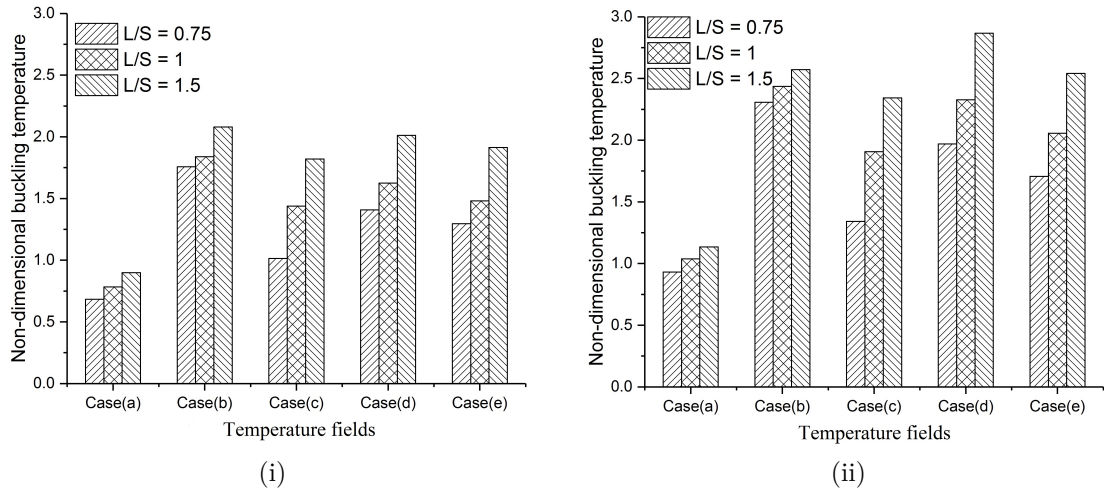 3.0
2.5
2.0
1.5
1.0
0.5
0.0
Non-dimensional buckling temperature
L/S = 0.75
L/S = 1
L/S = 1.5
Case(a) Case(b) Case(c) Case(d) Case(e)
Temperature fields
(i)
3.0
2.5
2.0
1.5
1.0
0.5
0.0
Non-dimensional buckling temperature
L/S = 0.75
L/S = 1
L/S = 1.5
Case(a) Case(b) Case(c) Case(d) Case(e)
Temperature fields
(ii)